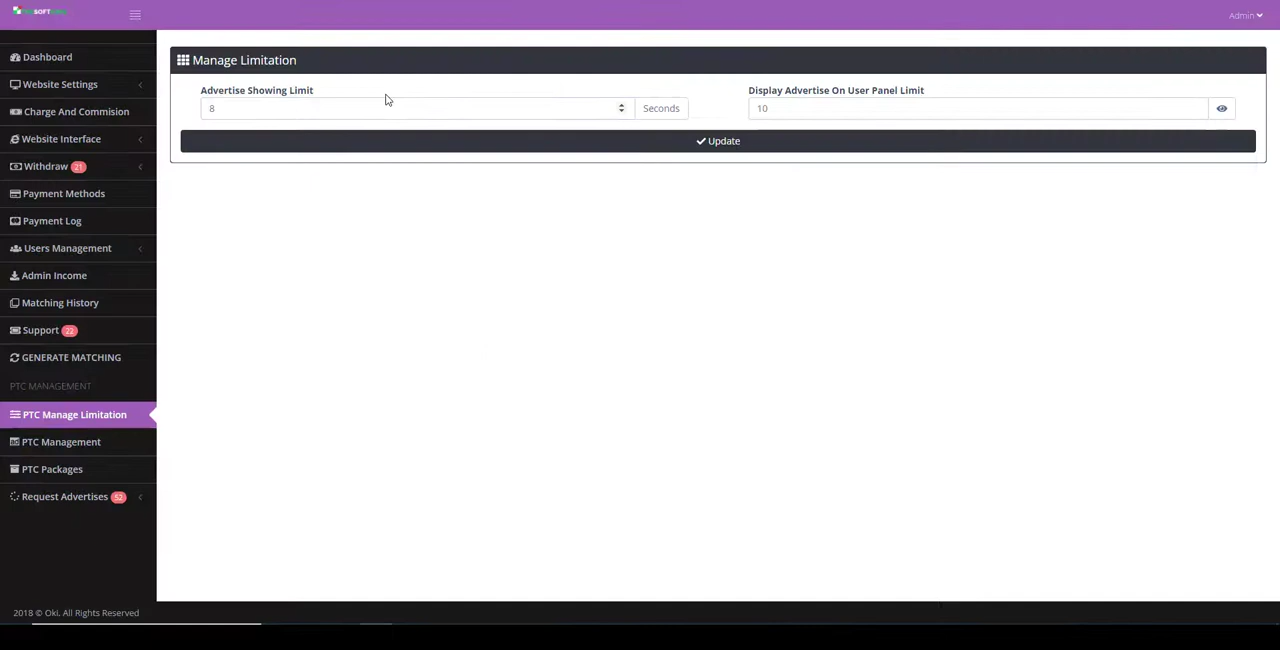 Admin
Dashboard
Website Settings
Charge And Commision
Website Interface
Withdraw 21
Payment Methods
Payment Log
Users Management
Admin Income
Matching History
Support 22
GENERATE MATCHING
PTC MANAGEMENT
PTC Manage Limitation
PTC Management
PTC Packages
Request Advertises 52
Manage Limitation
Advertise Showing Limit
8 Seconds
Display Advertise On User Panel Limit
10
Update
2018 © Oki. All Rights Reserved